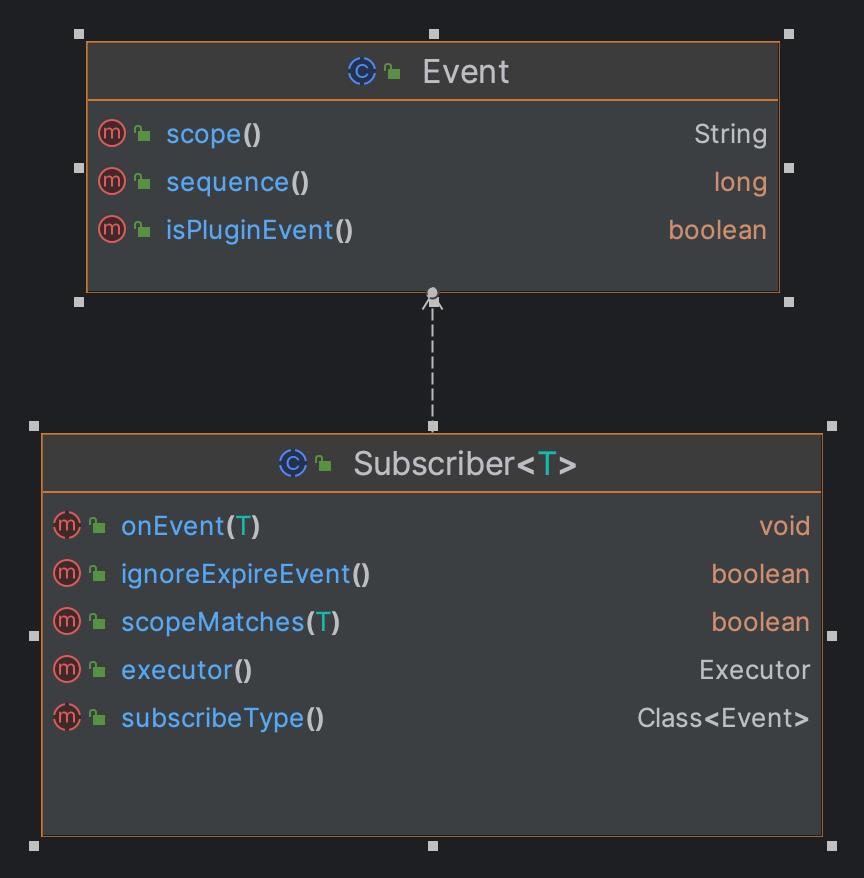 Event
scope() String
sequence() long
isPluginEvent() boolean
Subscriber<T>
onEvent(T) void
ignoreExpireEvent() boolean
scopeMatches(T) boolean
executor() Executor
subscribeType() Class<Event>